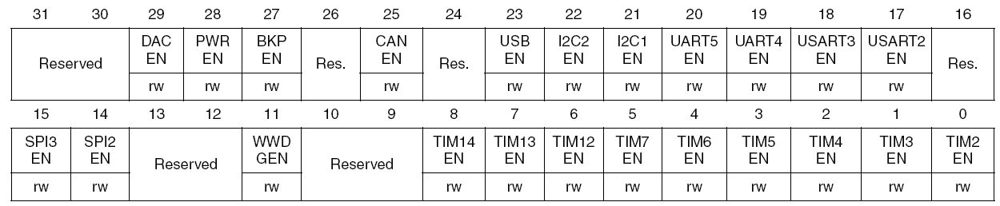 31 30 29 28 27 26 25 24 23 22 21 20 19 18 17 16
Reserved DAC EN PWR EN BKP EN Res. CAN EN Res. USB EN I2C2 EN I2C1 EN UART5 EN UART4 EN USART3 EN USART2 EN Res.
rw rw rw rw rw rw rw rw rw rw rw
15 14 13 12 11 10 9 8 7 6 5 4 3 2 1 0
SPI3 EN SPI2 EN Reserved WWD GEN Reserved TIM14 EN TIM13 EN TIM12 EN TIM7 EN TIM6 EN TIM5 EN TIM4 EN TIM3 EN TIM2 EN
rw rw rw rw rw rw rw rw rw rw rw rw